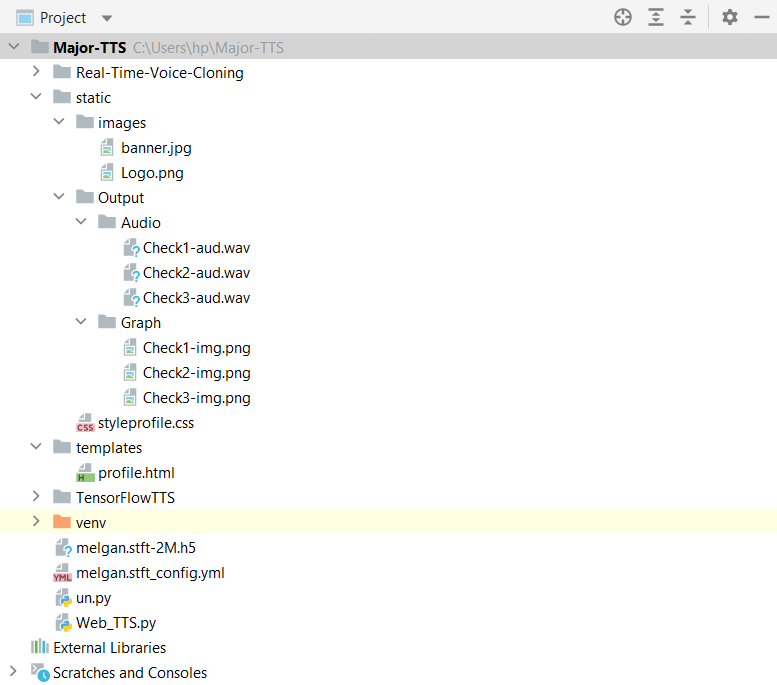 Project
Major-TTS C:\Users\hp\Major-TTS
Real-Time-Voice-Cloning
static
images
banner.jpg
Logo.png
Output
Audio
Check1-aud.wav
Check2-aud.wav
Check3-aud.wav
Graph
Check1-img.png
Check2-img.png
Check3-img.png
CSS styleprofile.css
templates
H profile.html
TensorFlowTTS
venv
melgan.stft-2M.h5
YML melgan.stft_config.yml
un.py
Web_TTS.py
External Libraries
Scratches and Consoles